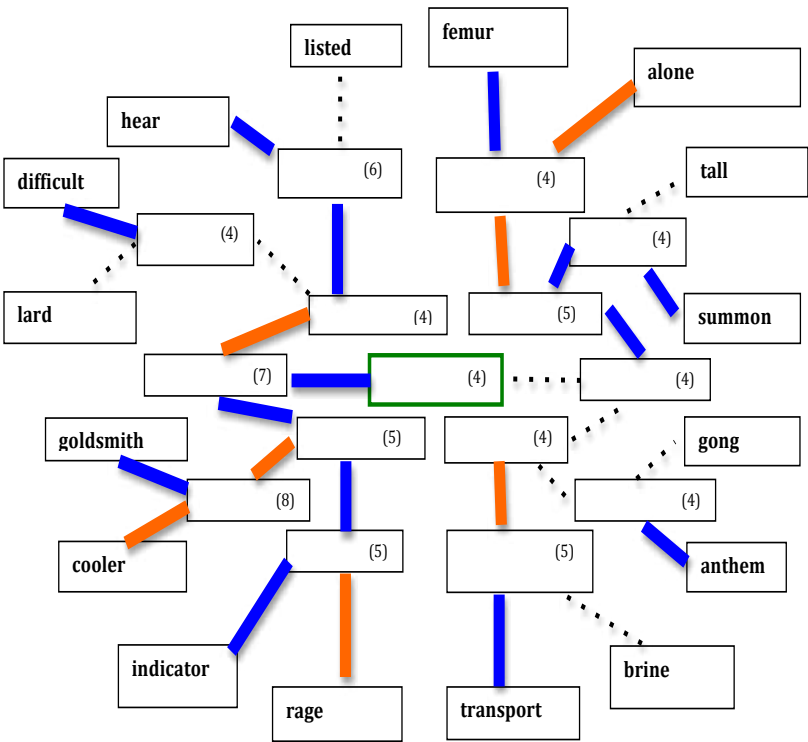 femur
listed
alone
hear
(6)
(4)
tall
difficult
(4)
(4)
lard
(4)
(5)
summon
(7)
(4)
(4)
goldsmith
(5)
(4)
gong
(8)
(4)
cooler
(5)
(5)
anthem
indicator
brine
rage
transport